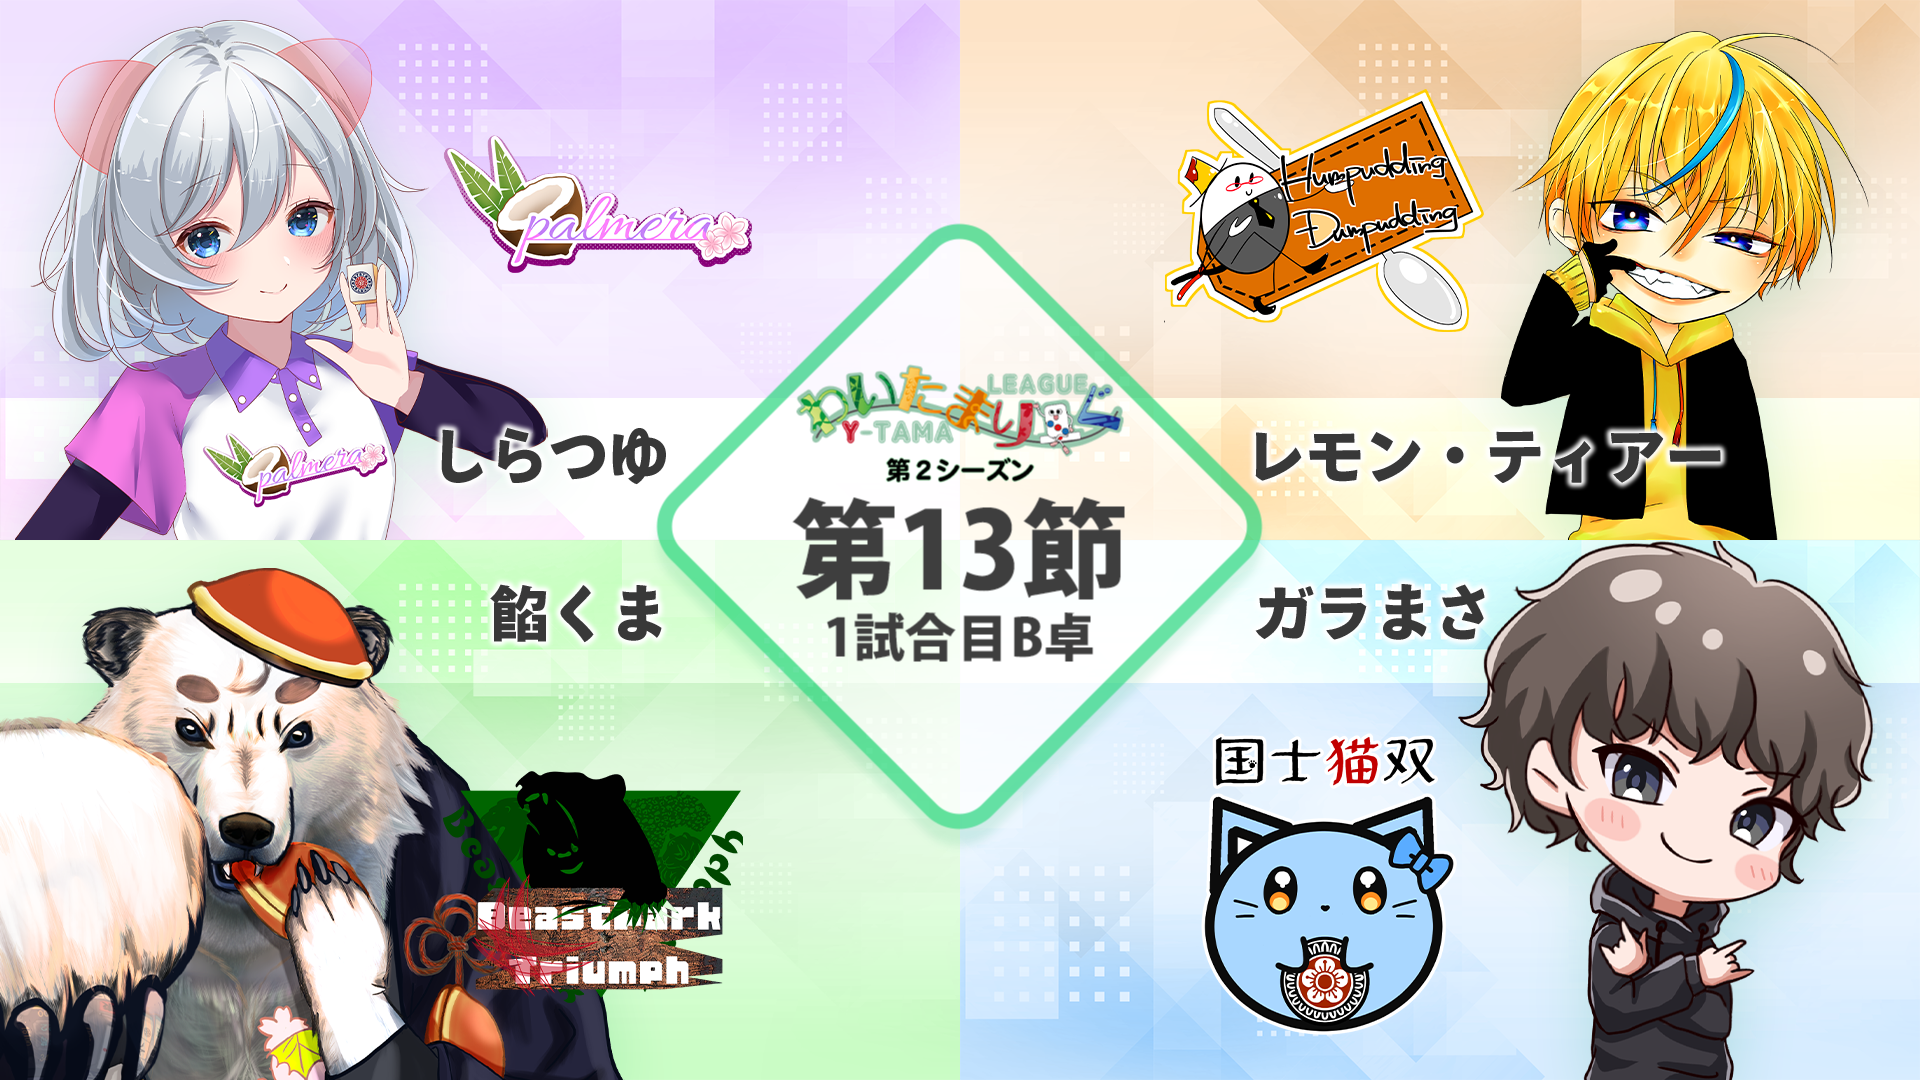 palmera
Humpudding
Dumpudding
palmera
しらつゆ
わいたまりーぐ
LEAGUE
Y-TAMA
第2シーズン
第13節
1試合目B卓
レモン・ティアー
餡くま
ガラまさ
国士猫双
BeastBark
Triumph